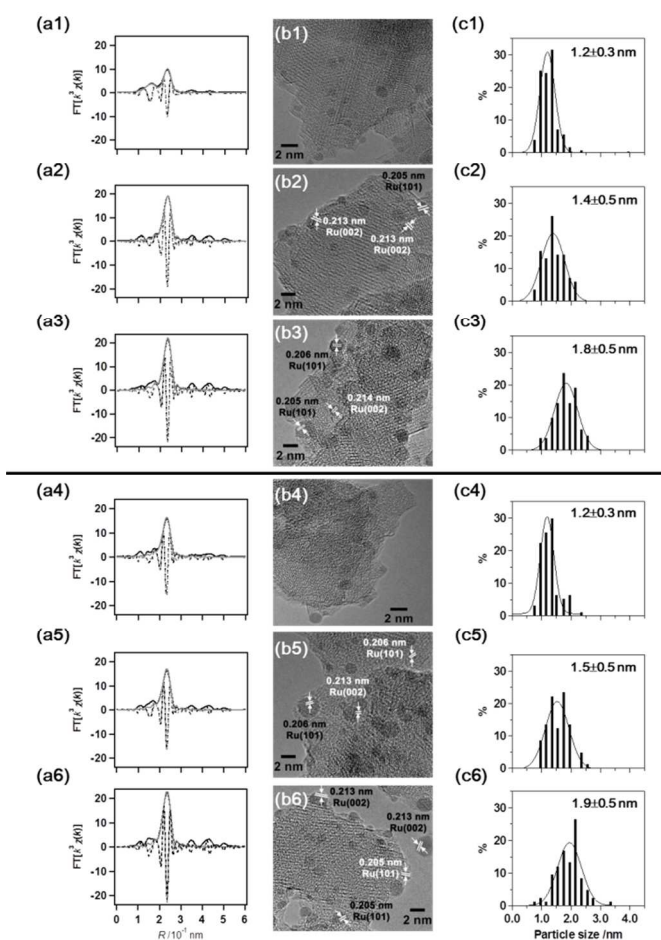 (a1)
20
10
0
-10
-20
FT[k³χ(k)]
(b1)
2 nm
(c1)
1.2±0.3 nm
30
20
10
0
%
(a2)
20
10
0
-10
-20
FT[k³χ(k)]
(b2)
0.205 nm
Ru(101)
0.213 nm
Ru(002)
0.213 nm
Ru(002)
2 nm
(c2)
1.4±0.5 nm
30
20
10
0
%
(a3)
20
10
0
-10
-20
FT[k³χ(k)]
(b3)
0.206 nm
Ru(101)
0.214 nm
Ru(002)
0.205 nm
Ru(101)
2 nm
(c3)
1.8±0.5 nm
30
20
10
0
%
(a4)
20
10
0
-10
-20
FT[k³χ(k)]
(b4)
2 nm
(c4)
1.2±0.3 nm
30
20
10
0
%
(a5)
20
10
0
-10
-20
FT[k³χ(k)]
(b5)
0.206 nm
Ru(101)
0.213 nm
Ru(002)
0.206 nm
Ru(101)
2 nm
(c5)
1.5±0.5 nm
30
20
10
0
%
(a6)
20
10
0
-10
-20
FT[k³χ(k)]
0 1 2 3 4 5 6
R /10⁻¹ nm
(b6)
0.213 nm
Ru(002)
0.213 nm
Ru(002)
0.205 nm
Ru(101)
0.205 nm
Ru(101)
2 nm
(c6)
1.9±0.5 nm
30
20
10
0
%
0.0 1.0 2.0 3.0 4.0
Particle size /nm